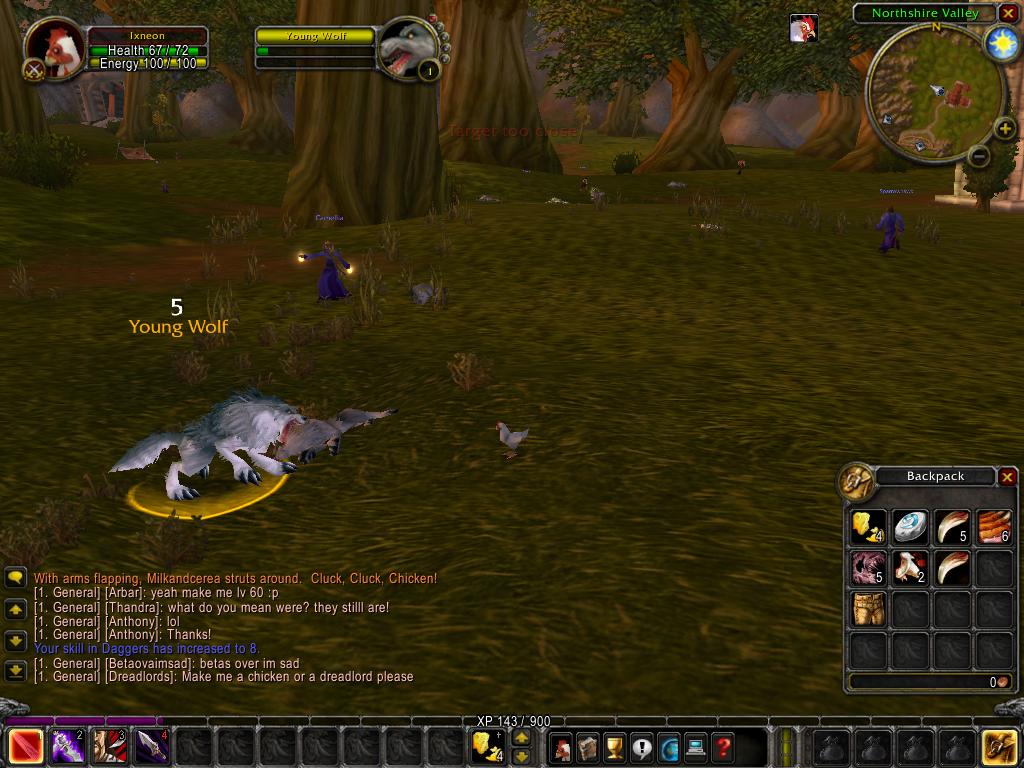 Ixneon
Health 67 / 72
Energy 100 / 100
Young Wolf
1
Northshire Valley
N
Target too close
Camellia
5
Young Wolf
Backpack
4
5
6
5
2
0
With arms flapping, Milkandcerea struts around. Cluck, Cluck, Chicken!
[1. General] [Arbar]: yeah make me lv 60 :p
[1. General] [Thandra]: what do you mean were? they stilll are!
[1. General] [Anthony]: lol
[1. General] [Anthony]: Thanks!
Your skill in Daggers has increased to 8.
[1. General] [Betaovaimsad]: betas over im sad
[1. General] [Dreadlords]: Make me a chicken or a dreadlord please
XP 143 / 900
1
2
3
4
4